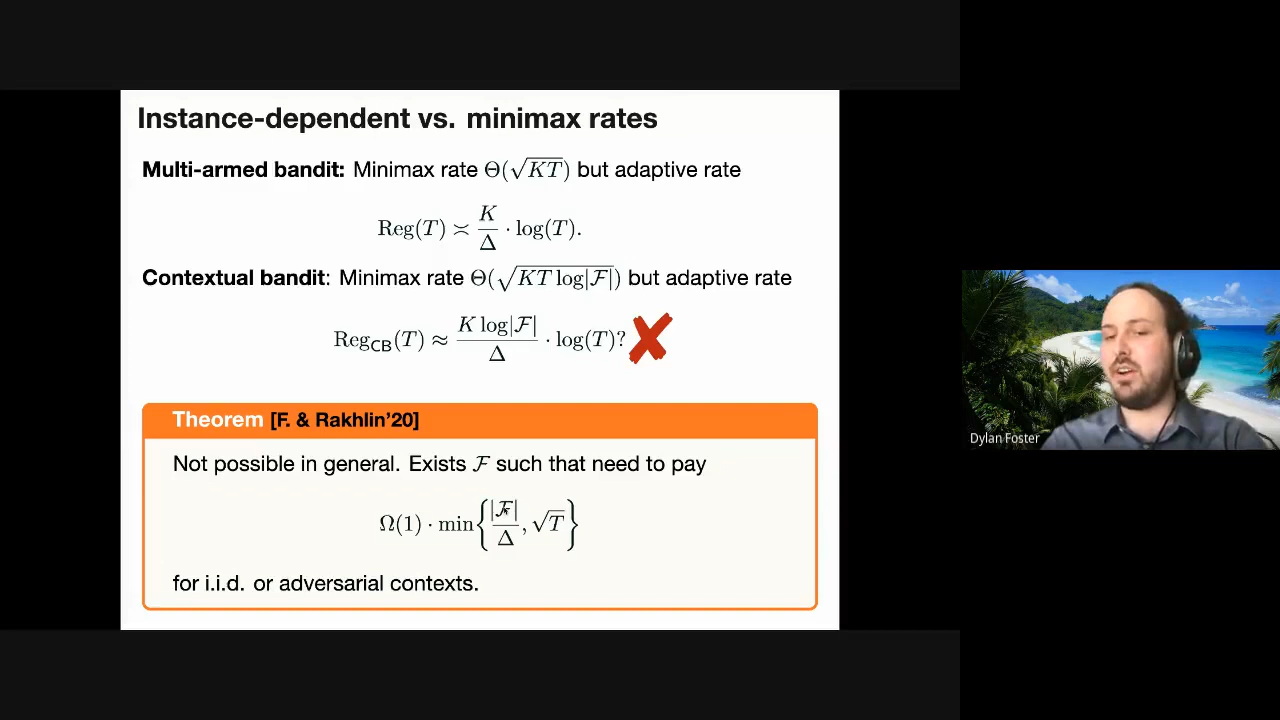 Instance-dependent vs. minimax rates
Multi-armed bandit: Minimax rate Θ(√KT) but adaptive rate
Reg(T) ≍ K/Δ · log(T).
Contextual bandit: Minimax rate Θ(√(KT log|ℱ|)) but adaptive rate
Reg_CB(T) ≈ K log|ℱ|/Δ · log(T)?
Theorem [F. & Rakhlin'20]
Not possible in general. Exists ℱ such that need to pay
Ω(1) · min{|ℱ|/Δ, √T}
for i.i.d. or adversarial contexts.
Dylan Foster